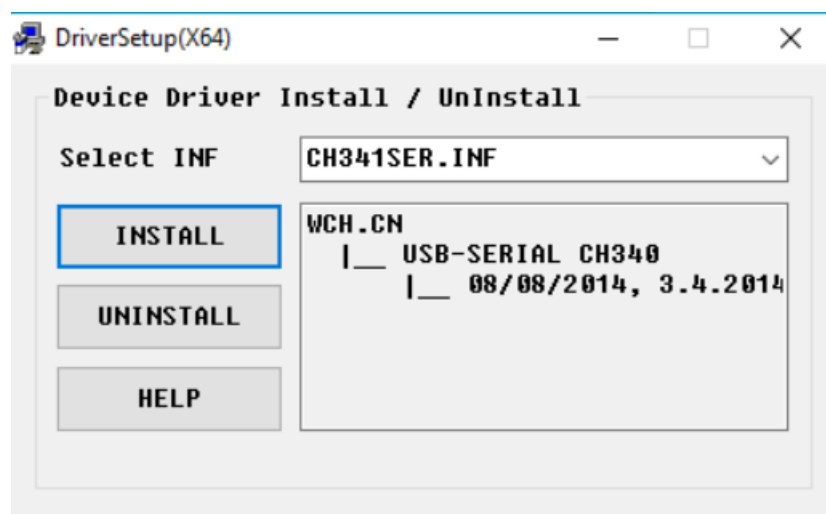 DriverSetup(X64)
Device Driver Install / UnInstall
Select INF
CH341SER.INF
INSTALL
UNINSTALL
HELP
WCH.CN
|__ USB-SERIAL CH340
|__ 08/08/2014, 3.4.2014